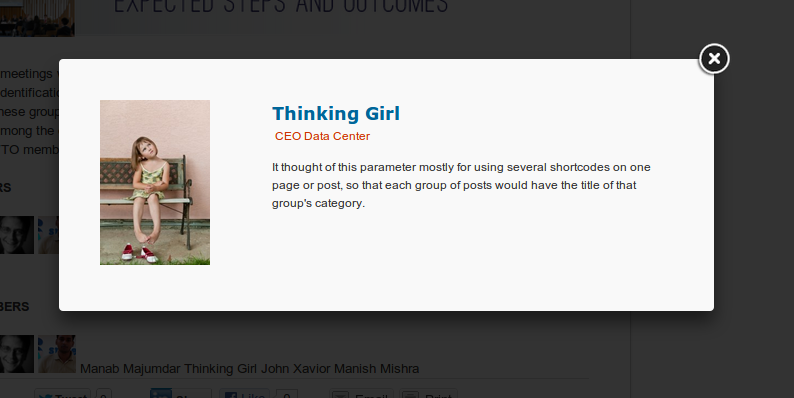 EXPECTED STEPS AND OUTCOMES
meetings
dentificati
hese group
mong the
TO memb
RS
Thinking Girl
CEO Data Center
It thought of this parameter mostly for using several shortcodes on one
page or post, so that each group of posts would have the title of that
group's category.
BERS
Manab Majumdar Thinking Girl John Xavior Manish Mishra
Tweet 0 Like 0 Email Print